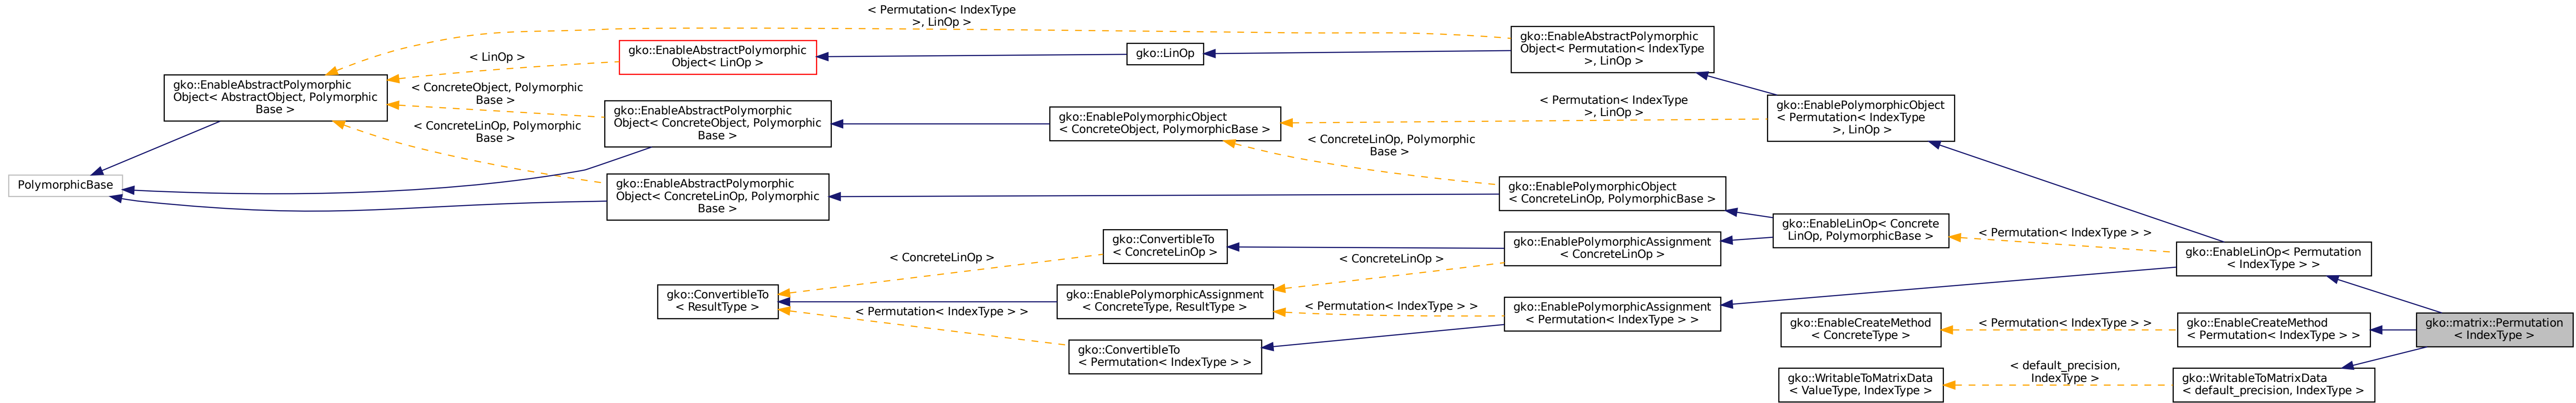 PolymorphicBase
gko::EnableAbstractPolymorphic
Object< AbstractObject, Polymorphic
Base >
< Permutation< IndexType
>, LinOp >
< LinOp >
< ConcreteObject, Polymorphic
Base >
< ConcreteLinOp, Polymorphic
Base >
gko::EnableAbstractPolymorphic
Object< LinOp >
gko::EnableAbstractPolymorphic
Object< ConcreteObject, Polymorphic
Base >
gko::EnableAbstractPolymorphic
Object< ConcreteLinOp, Polymorphic
Base >
gko::ConvertibleTo
< ResultType >
< ConcreteLinOp >
< Permutation< IndexType > >
gko::LinOp
gko::EnablePolymorphicObject
< ConcreteObject, PolymorphicBase >
gko::ConvertibleTo
< ConcreteLinOp >
gko::EnablePolymorphicAssignment
< ConcreteType, ResultType >
gko::ConvertibleTo
< Permutation< IndexType > >
< Permutation< IndexType
>, LinOp >
< ConcreteLinOp, Polymorphic
Base >
< ConcreteLinOp >
< Permutation< IndexType > >
gko::EnableAbstractPolymorphic
Object< Permutation< IndexType
>, LinOp >
gko::EnablePolymorphicObject
< ConcreteLinOp, PolymorphicBase >
gko::EnablePolymorphicAssignment
< ConcreteLinOp >
gko::EnablePolymorphicAssignment
< Permutation< IndexType > >
gko::EnablePolymorphicObject
< Permutation< IndexType
>, LinOp >
gko::EnableLinOp< Concrete
LinOp, PolymorphicBase >
gko::EnableCreateMethod
< ConcreteType >
gko::WritableToMatrixData
< ValueType, IndexType >
< Permutation< IndexType > >
< Permutation< IndexType > >
< default_precision,
IndexType >
gko::EnableLinOp< Permutation
< IndexType > >
gko::EnableCreateMethod
< Permutation< IndexType > >
gko::WritableToMatrixData
< default_precision, IndexType >
gko::matrix::Permutation
< IndexType >